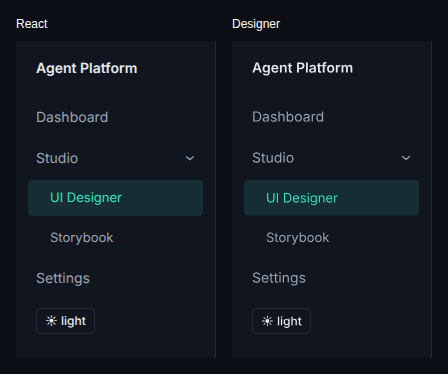 React
Agent Platform
Dashboard
Studio
UI Designer
Storybook
Settings
☀ light
Designer
Agent Platform
Dashboard
Studio
UI Designer
Storybook
Settings
☀ light